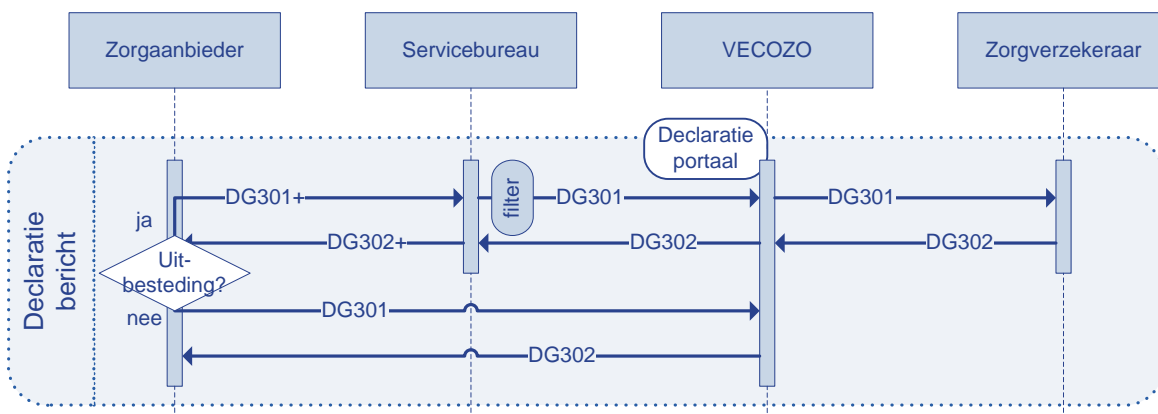 Zorgaanbieder
Servicebureau
VECOZO
Zorgverzekeraar
Declaratie
portaal
Declaratie
bericht
DG301+
filter
DG301
DG301
ja
DG302+
DG302
DG302
Uit-
besteding?
nee
DG301
DG302